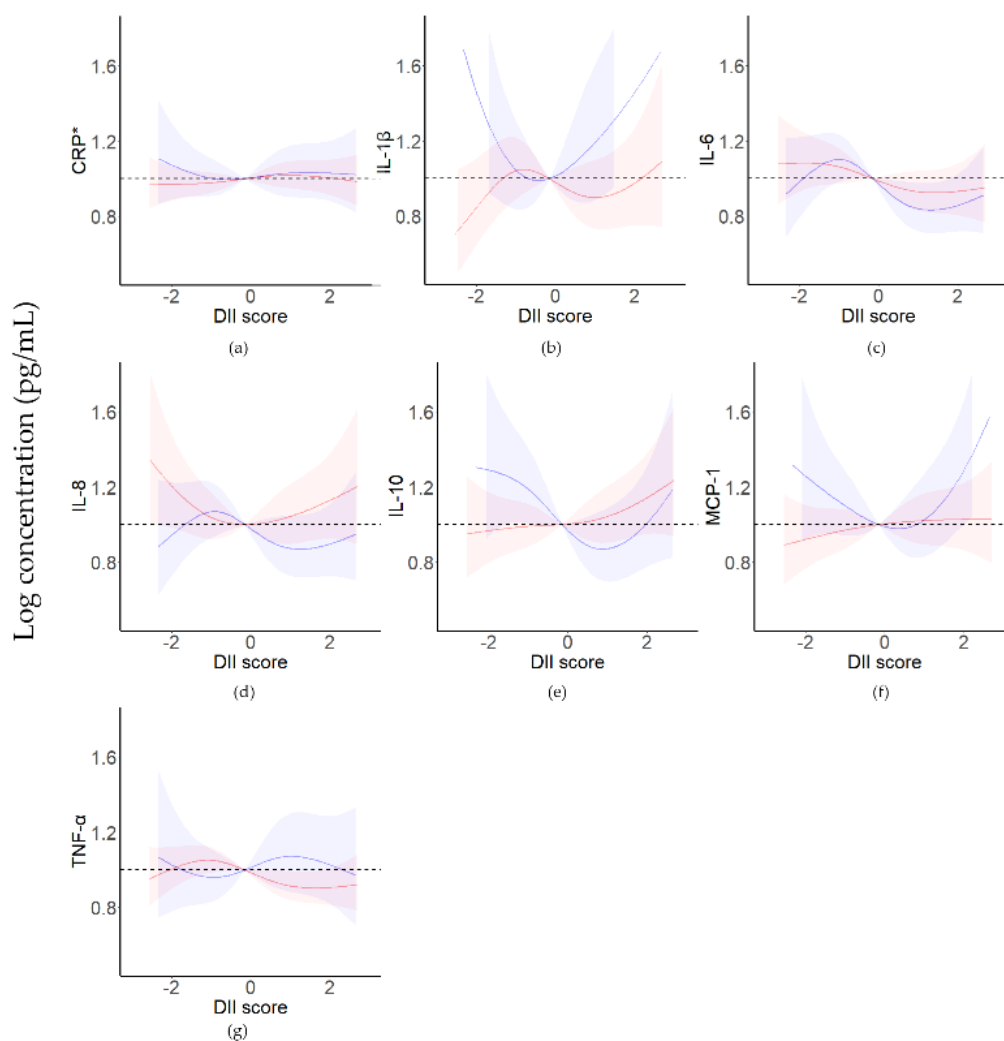 Log concentration (pg/mL)
CRP*
1.6
1.2
0.8
-2 0 2
DII score
(a)
IL-1β
1.6
1.2
0.8
-2 0 2
DII score
(b)
IL-6
1.6
1.2
0.8
-2 0 2
DII score
(c)
IL-8
1.6
1.2
0.8
-2 0 2
DII score
(d)
IL-10
1.6
1.2
0.8
-2 0 2
DII score
(e)
MCP-1
1.6
1.2
0.8
-2 0 2
DII score
(f)
TNF-α
1.6
1.2
0.8
-2 0 2
DII score
(g)